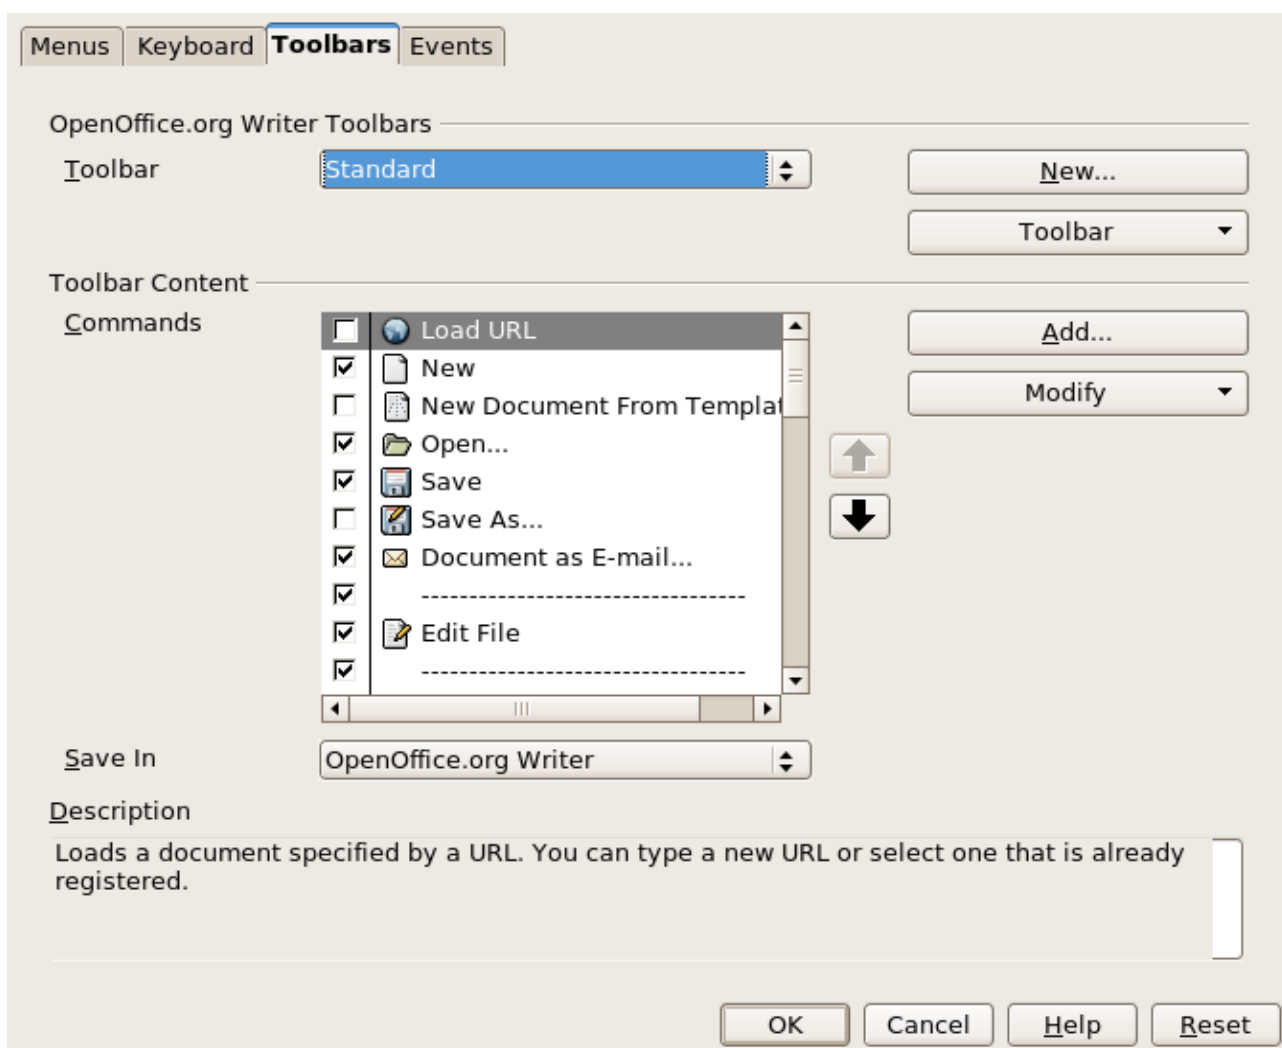 Menus Keyboard Toolbars Events
OpenOffice.org Writer Toolbars
Toolbar Standard New...
Toolbar
Toolbar Content
Commands Load URL Add...
New
Modify
New Document From Templat
Open...
Save
Save As...
Document as E-mail...
---------------------------------
Edit File
---------------------------------
Save In OpenOffice.org Writer
Description
Loads a document specified by a URL. You can type a new URL or select one that is already
registered.
OK Cancel Help Reset